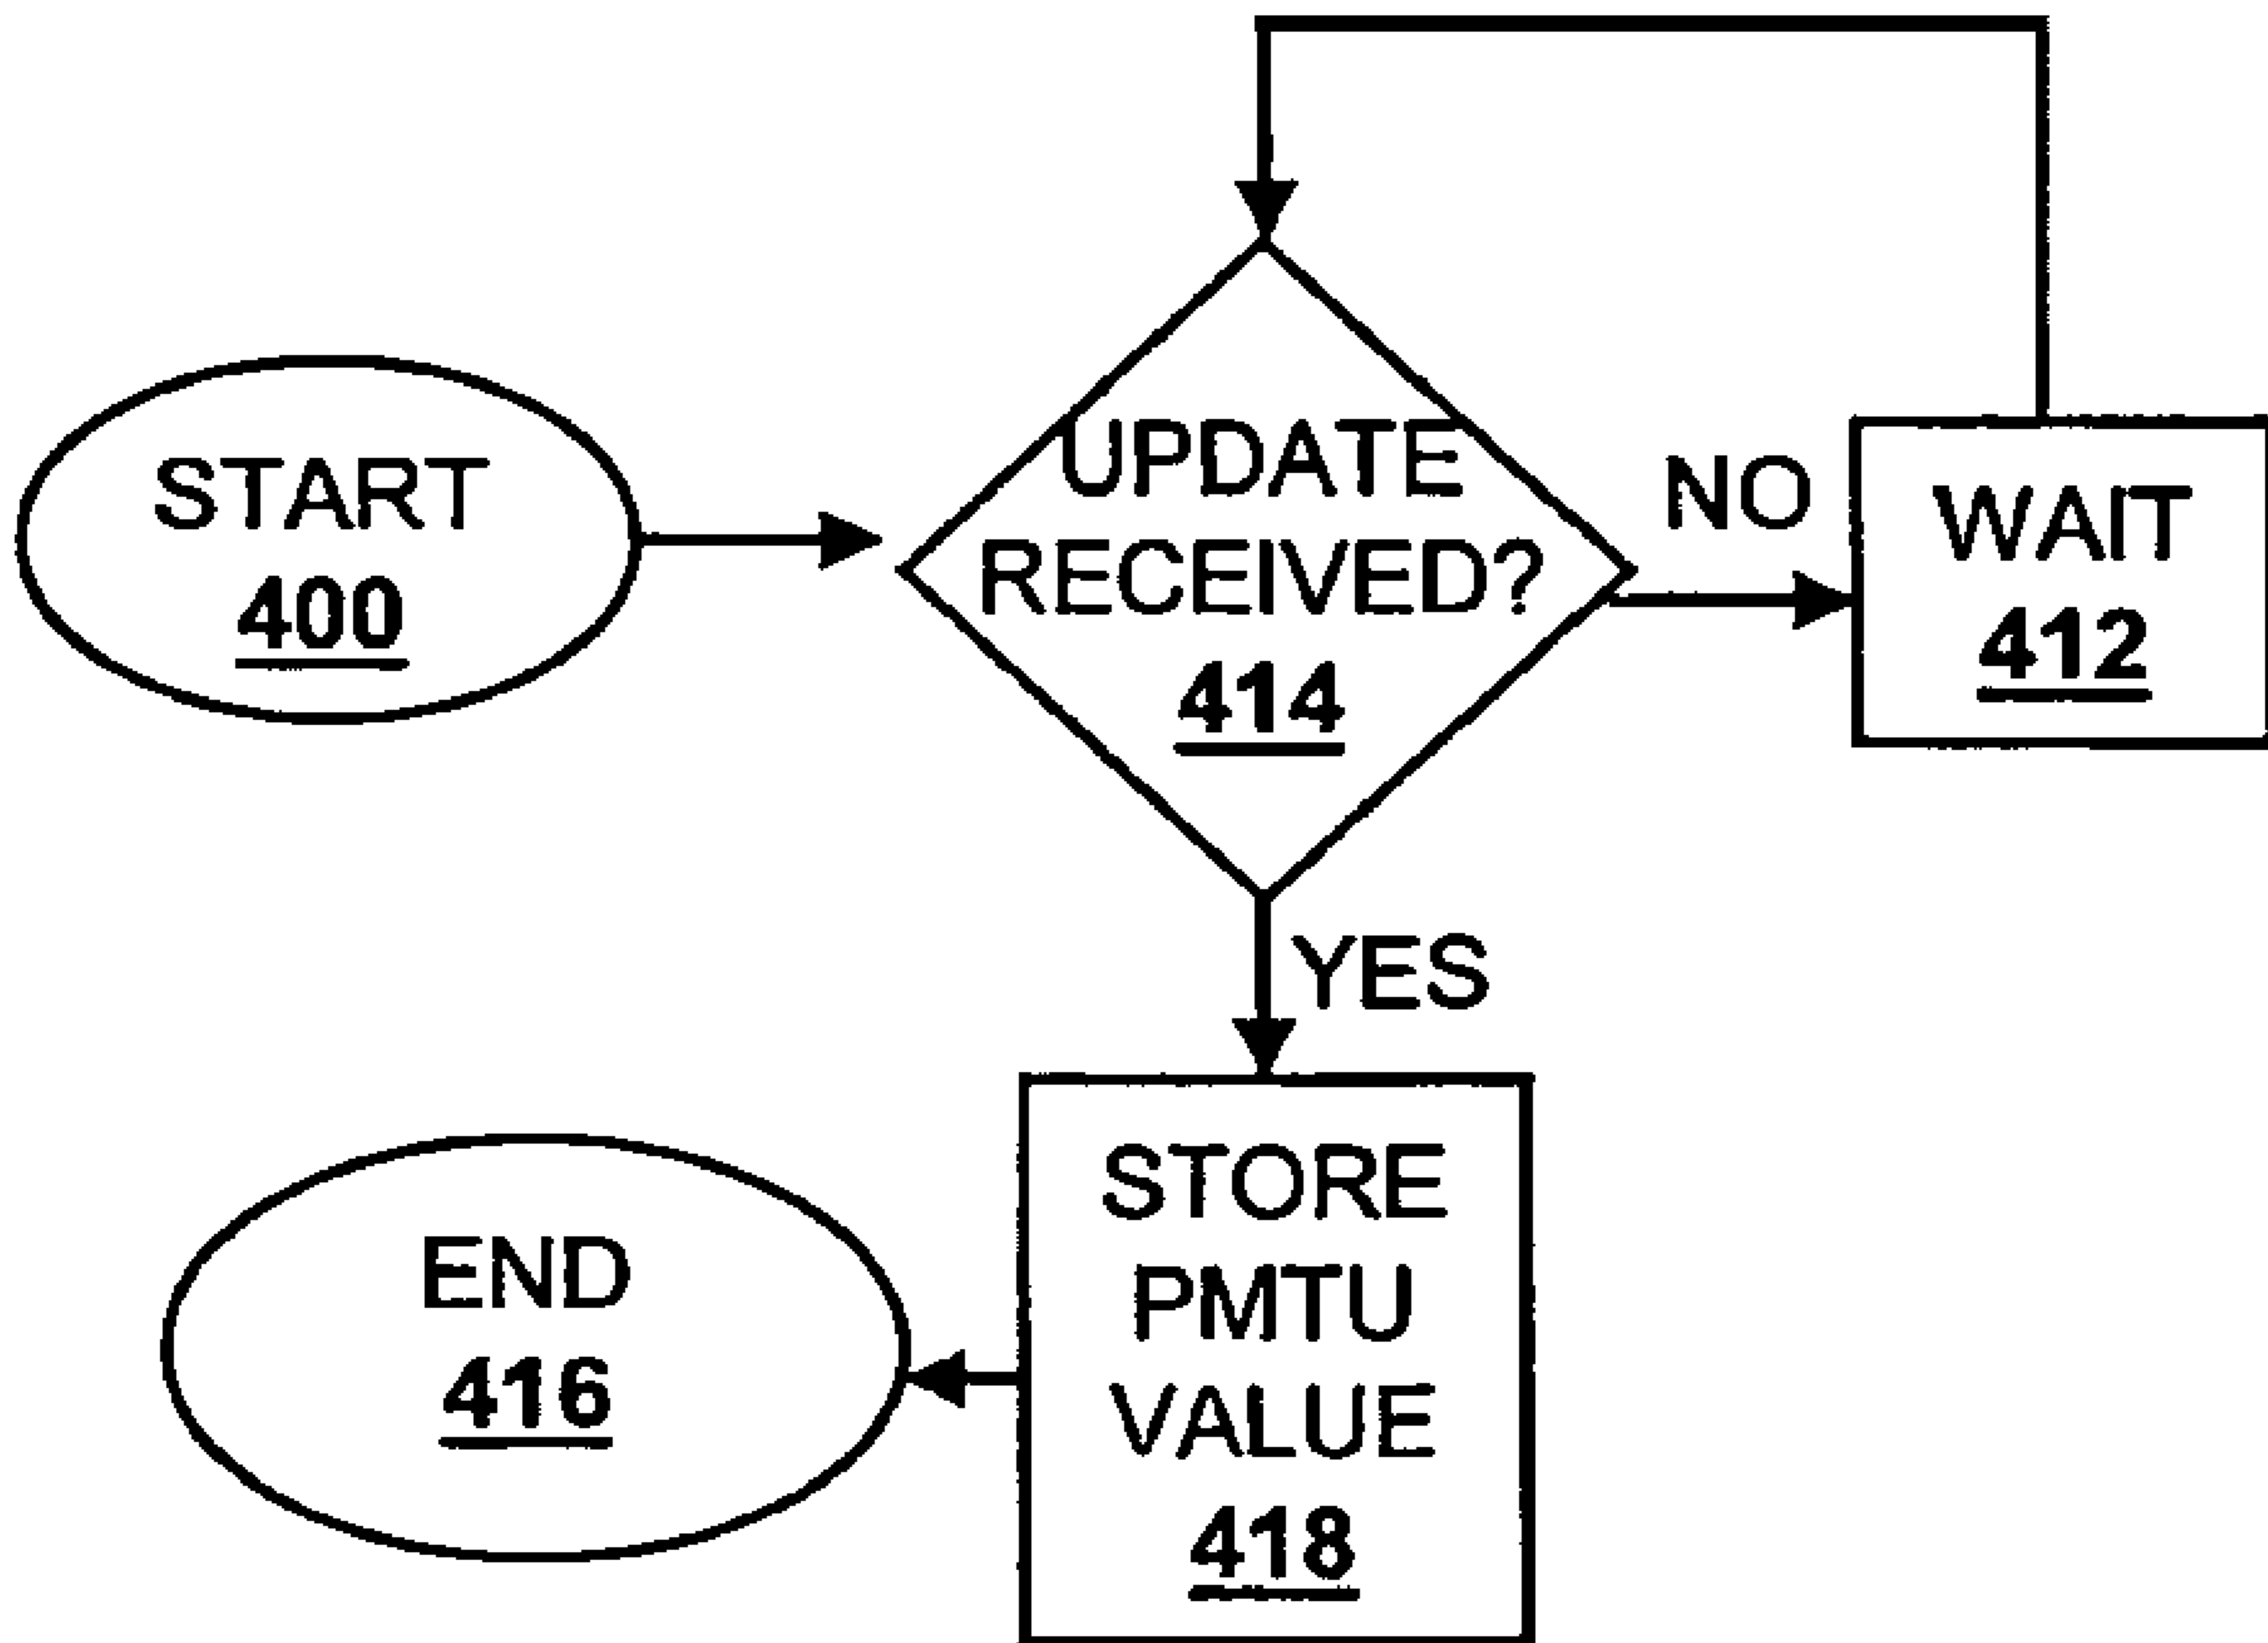 START
400
UPDATE
RECEIVED?
414
NO
WAIT
412
YES
STORE
PMTU
VALUE
418
END
416